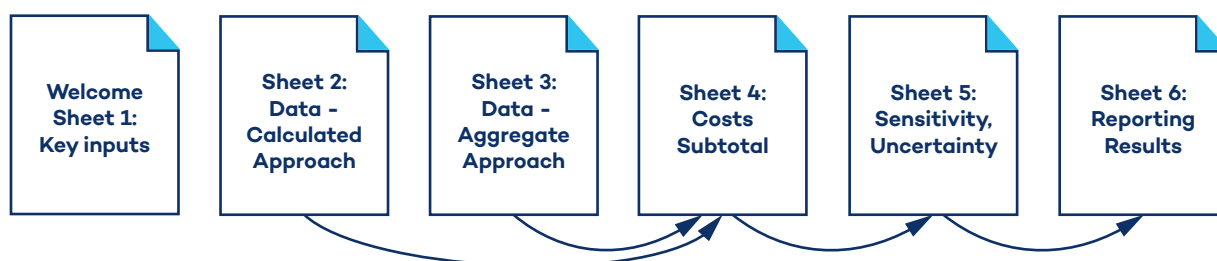 Welcome
Sheet 1:
Key inputs
Sheet 2:
Data -
Calculated
Approach
Sheet 3:
Data -
Aggregate
Approach
Sheet 4:
Costs
Subtotal
Sheet 5:
Sensitivity,
Uncertainty
Sheet 6:
Reporting
Results